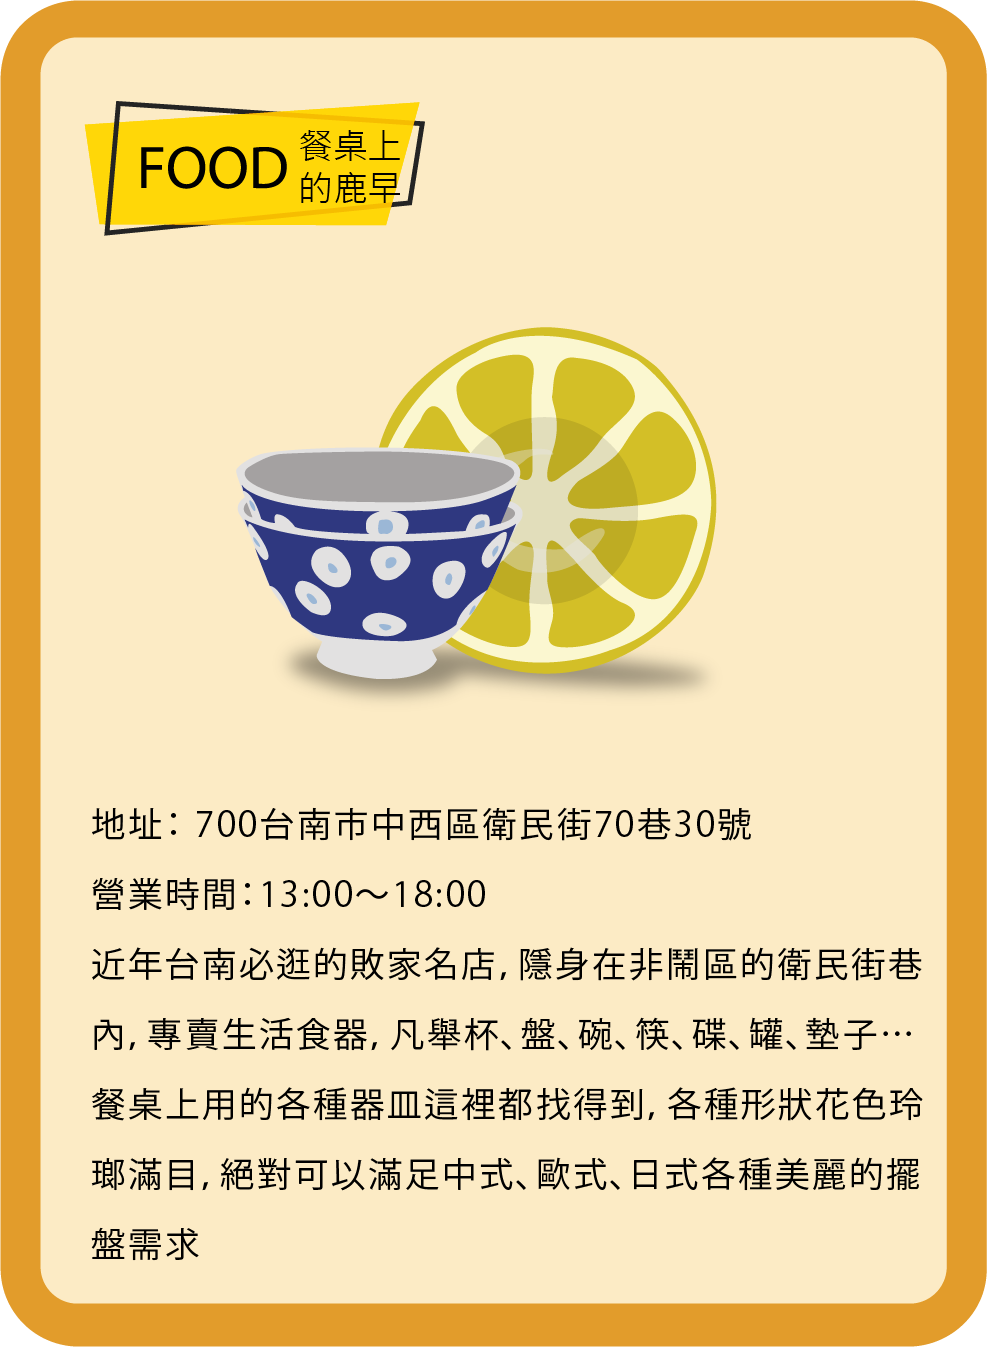 FOOD 餐桌上
的鹿早
地址： 700台南市中西區衛民街70巷30號
營業時間：13:00～18:00
近年台南必逛的敗家名店，隱身在非鬧區的衛民街巷
內，專賣生活食器，凡舉杯、盤、碗、筷、碟、罐、墊子…
餐桌上用的各種器皿這裡都找得到，各種形狀花色玲
瑯滿目，絕對可以滿足中式、歐式、日式各種美麗的擺
盤需求